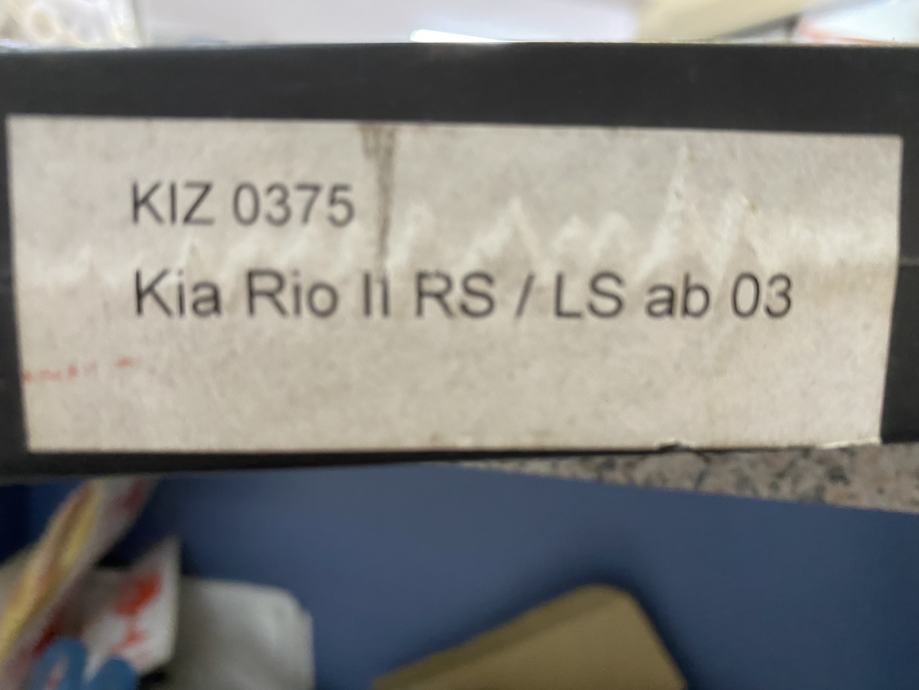 KIZ 0375
Kia Rio II RS / LS ab 03